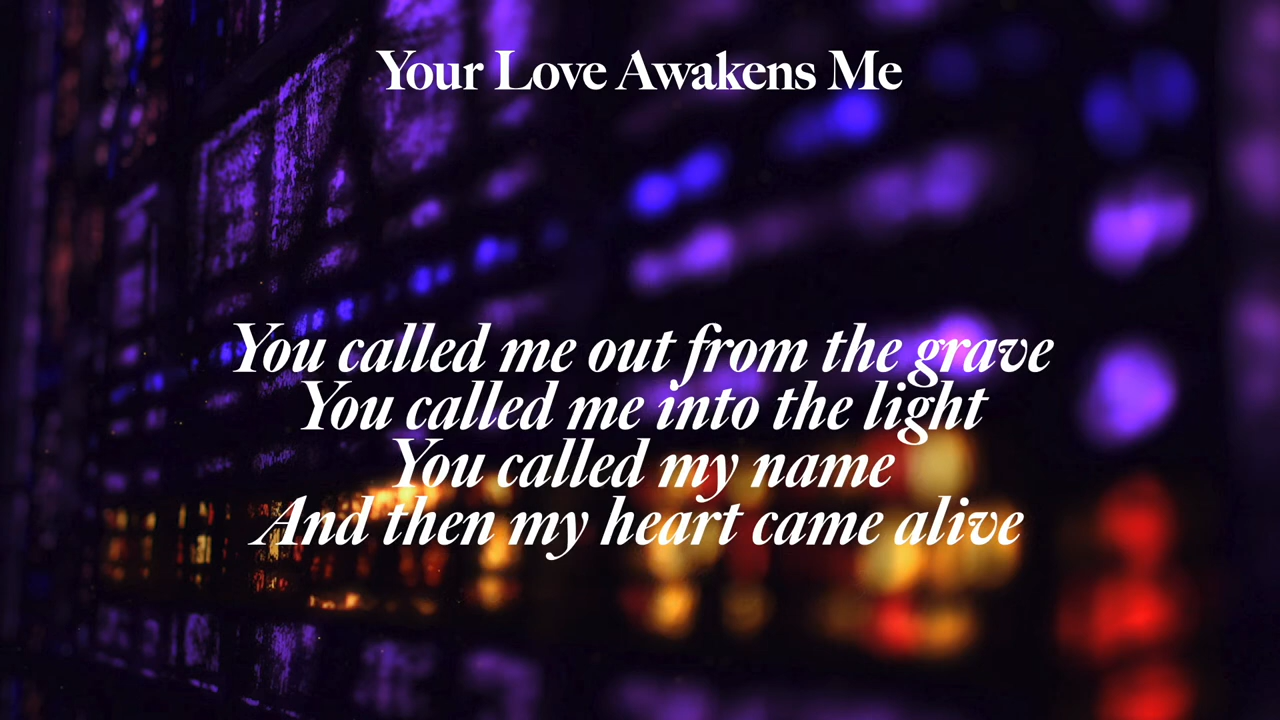 Your Love Awakens Me
You called me out from the grave
You called me into the light
You called my name
And then my heart came alive